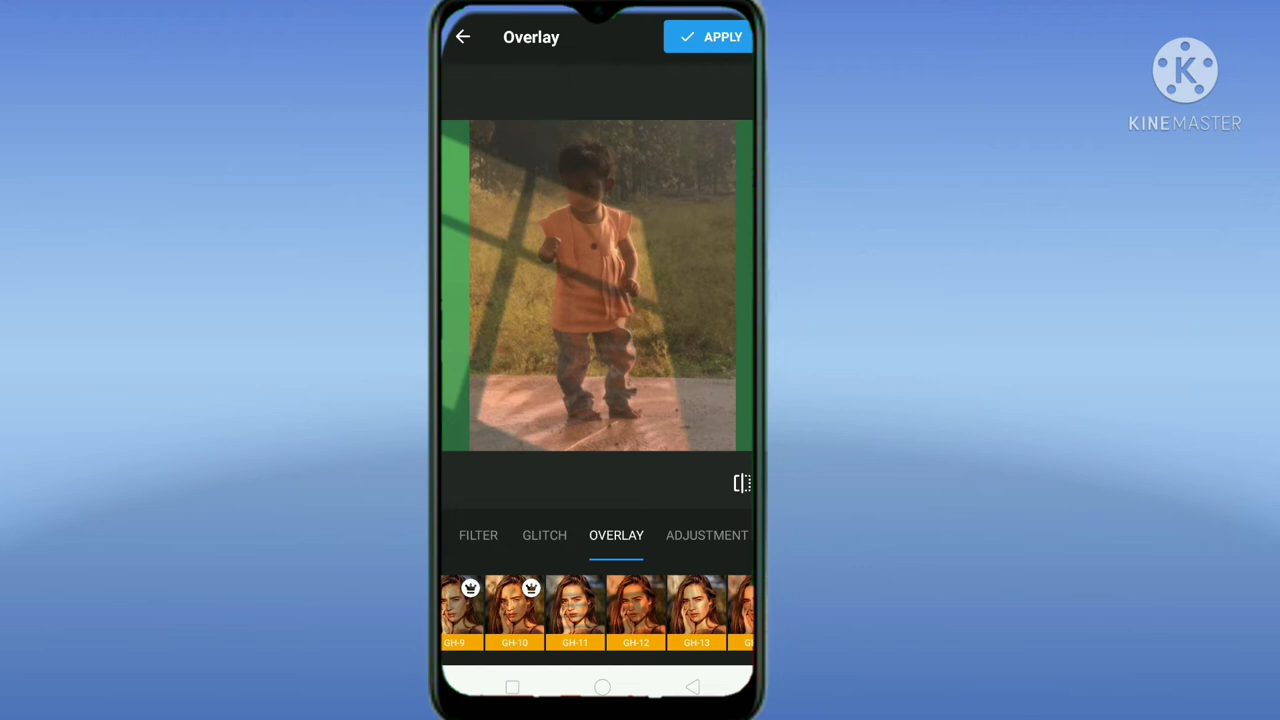 Overlay
APPLY
K
KINEMASTER
FILTER
GLITCH
OVERLAY
ADJUSTMENT
GH-9
GH-10
GH-11
GH-12
GH-13